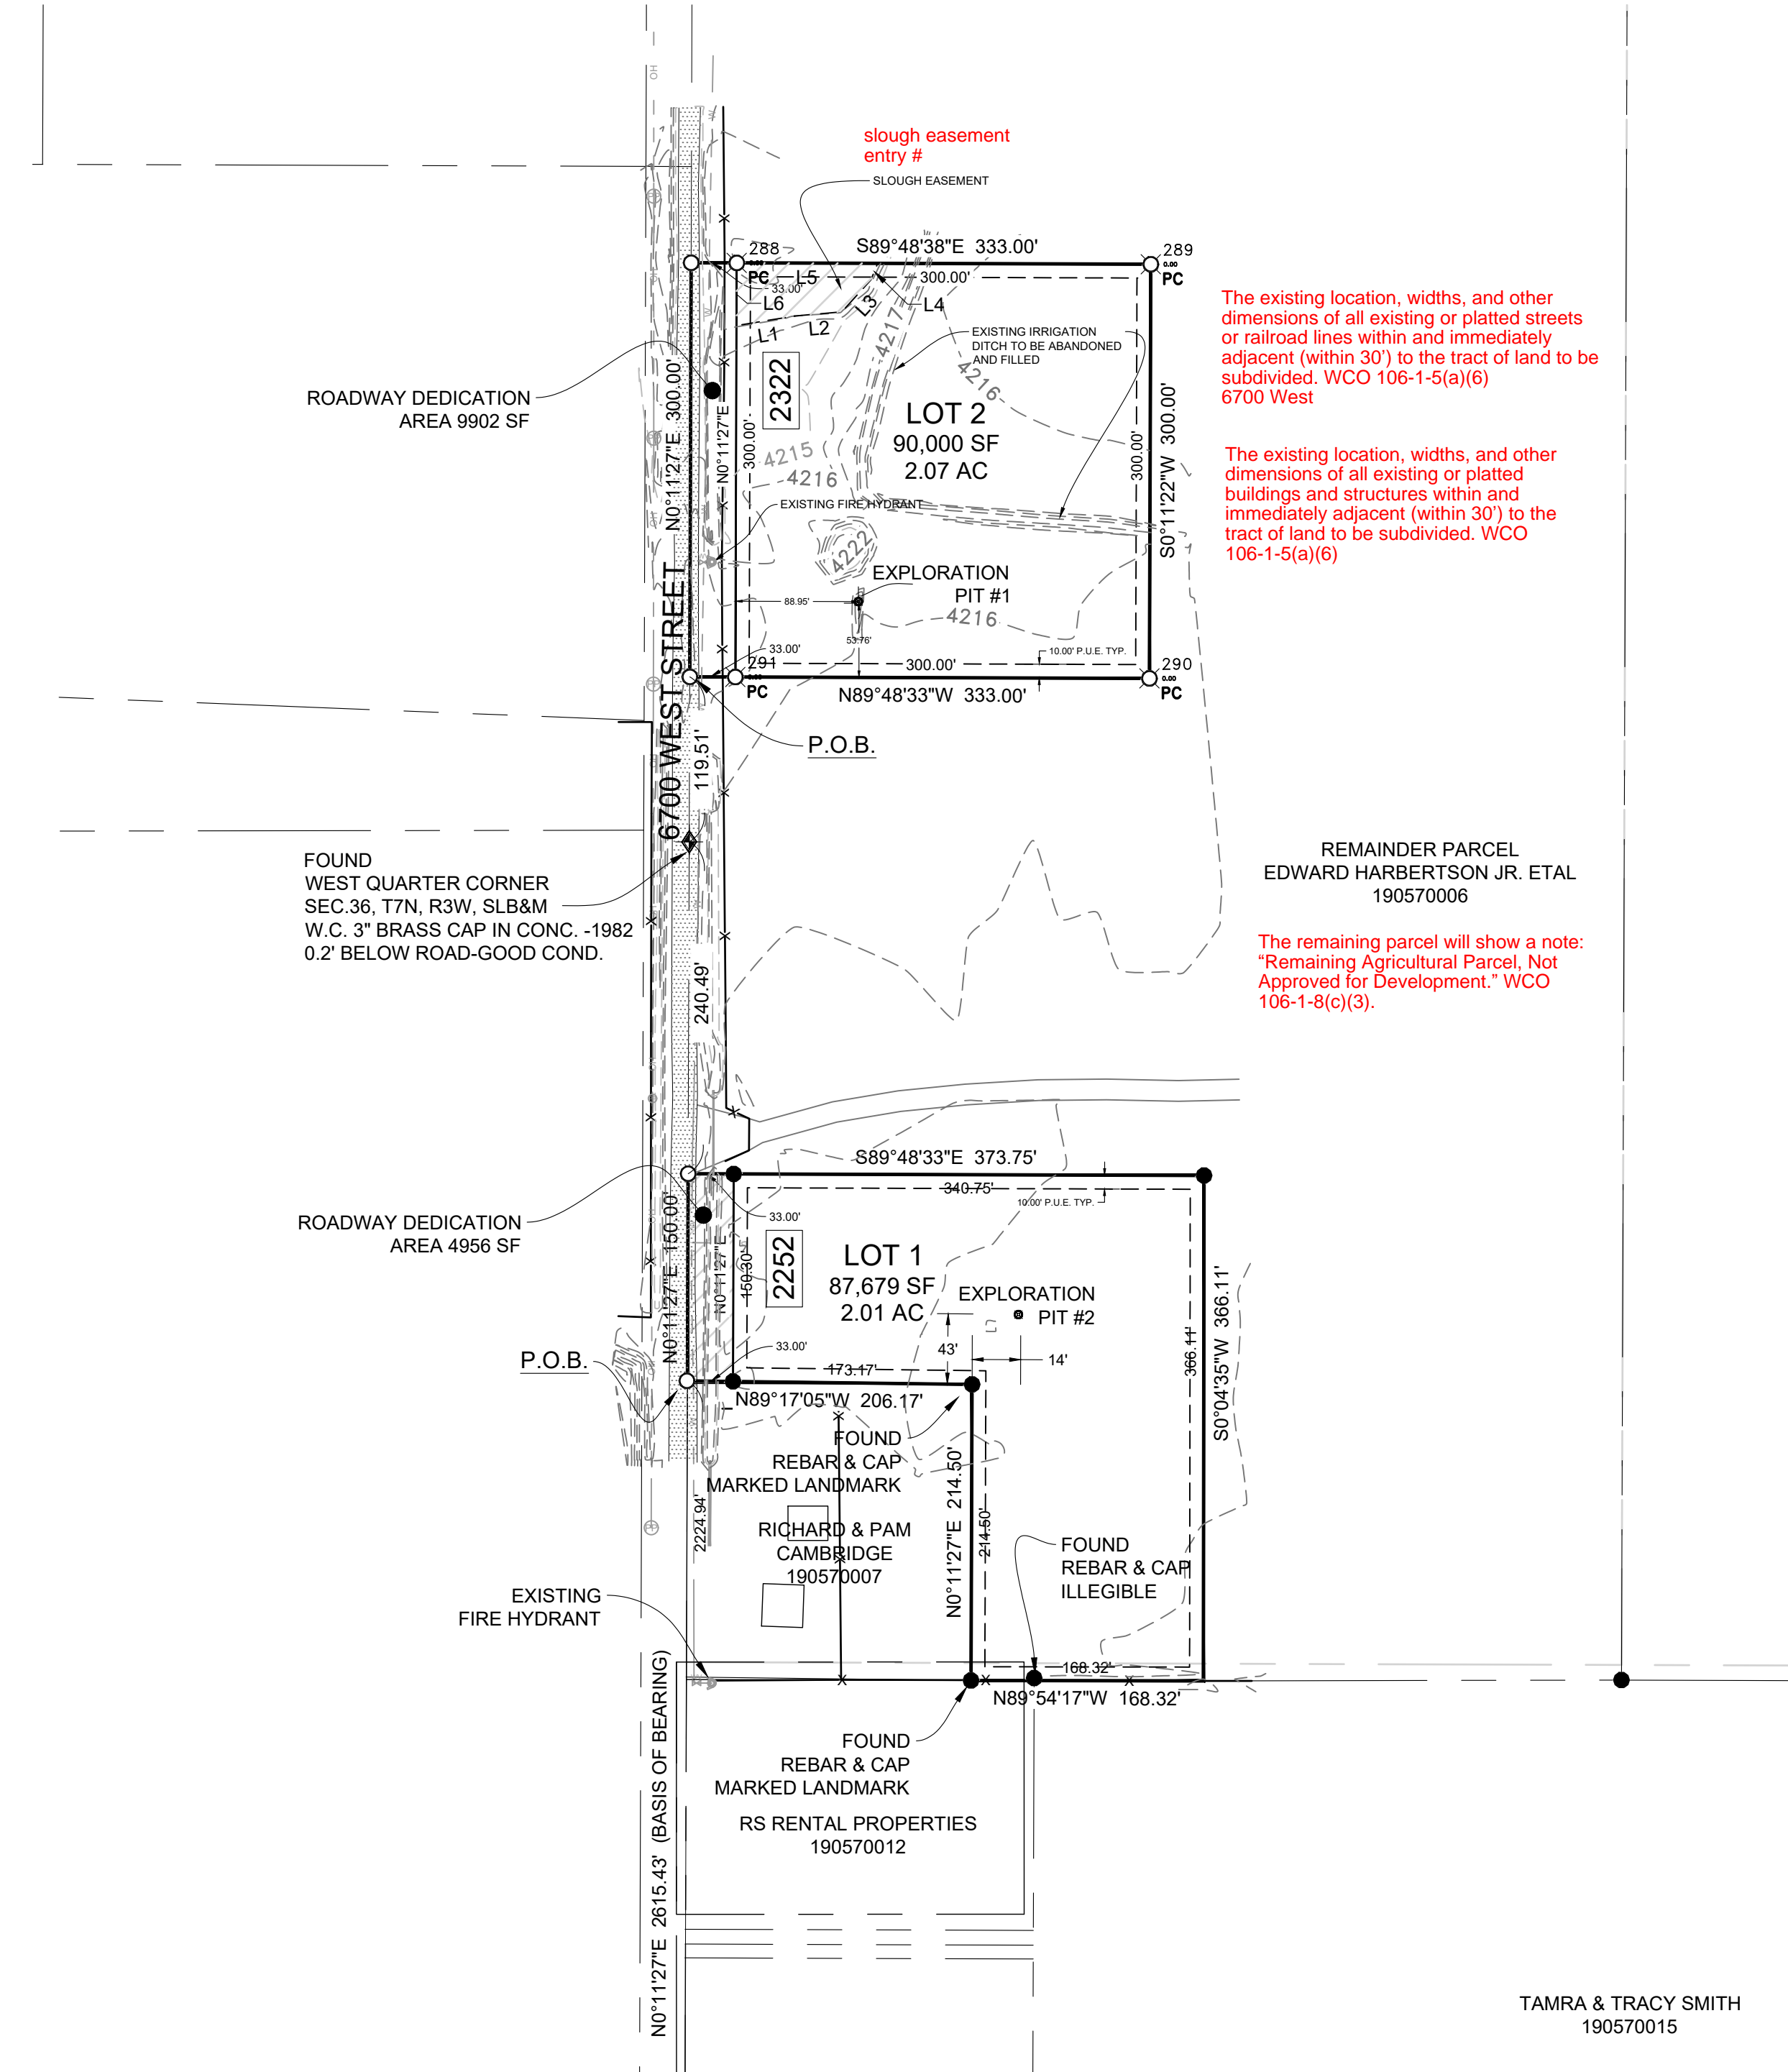 slough easement
entry #
SLOUGH EASEMENT
S89°48'38"E 333.00'
288
289
0.00
PC
PC
L5
33.00'
L6
300.00'
L4
L3
L1
L2
4217
EXISTING IRRIGATION
DITCH TO BE ABANDONED
AND FILLED
The existing location, widths, and other
dimensions of all existing or platted streets
or railroad lines within and immediately
adjacent (within 30') to the tract of land to be
subdivided. WCO 106-1-5(a)(6)
6700 West
ROADWAY DEDICATION
AREA 9902 SF
N0°11'27"E 300.00'
N0°11'27"E
300.00'
2322
4216
LOT 2
90,000 SF
2.07 AC
4215
4216
300.00'
S0°11'22"W 300.00'
The existing location, widths, and other
dimensions of all existing or platted
buildings and structures within and
immediately adjacent (within 30') to the
tract of land to be subdivided. WCO
106-1-5(a)(6)
EXISTING FIRE HYDRANT
4222
EXPLORATION
PIT #1
88.95'
4216
53.76'
33.00'
10.00' P.U.E. TYP.
291
300.00'
290
0.00
PC
PC
N89°48'33"W 333.00'
6700 WEST STREET
P.O.B.
119.51'
FOUND
WEST QUARTER CORNER
SEC.36, T7N, R3W, SLB&M
W.C. 3" BRASS CAP IN CONC. -1982
0.2' BELOW ROAD-GOOD COND.
REMAINDER PARCEL
EDWARD HARBERTSON JR. ETAL
190570006
The remaining parcel will show a note:
“Remaining Agricultural Parcel, Not
Approved for Development.” WCO
106-1-8(c)(3).
240.49'
S89°48'33"E 373.75'
340.75'
10.00' P.U.E. TYP.
33.00'
ROADWAY DEDICATION
AREA 4956 SF
N0°11'27"E 150.00'
N0°11'27"E
150.30'
2252
LOT 1
87,679 SF
2.01 AC
EXPLORATION
PIT #2
43'
14'
33.00'
173.17'
366.11'
S0°04'35"W 366.11'
P.O.B.
N89°17'05"W 206.17'
FOUND
REBAR & CAP
MARKED LANDMARK
2224.94'
RICHARD & PAM
CAMBRIDGE
190570007
N0°11'27"E 214.50'
214.50'
FOUND
REBAR & CAP
ILLEGIBLE
EXISTING
FIRE HYDRANT
168.32'
N89°54'17"W 168.32'
FOUND
REBAR & CAP
MARKED LANDMARK
RS RENTAL PROPERTIES
190570012
N0°11'27"E 2615.43' (BASIS OF BEARING)
TAMRA & TRACY SMITH
190570015